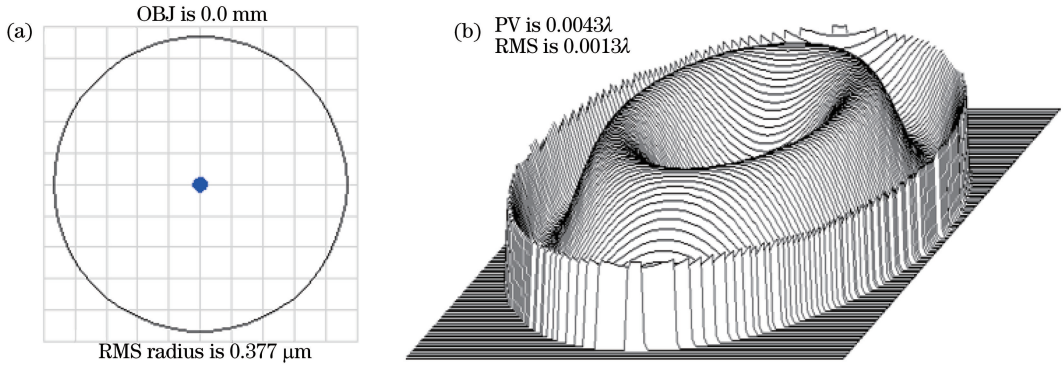 (a)
OBJ is 0.0 mm
RMS radius is 0.377 μm
(b)
PV is 0.0043λ
RMS is 0.0013λ